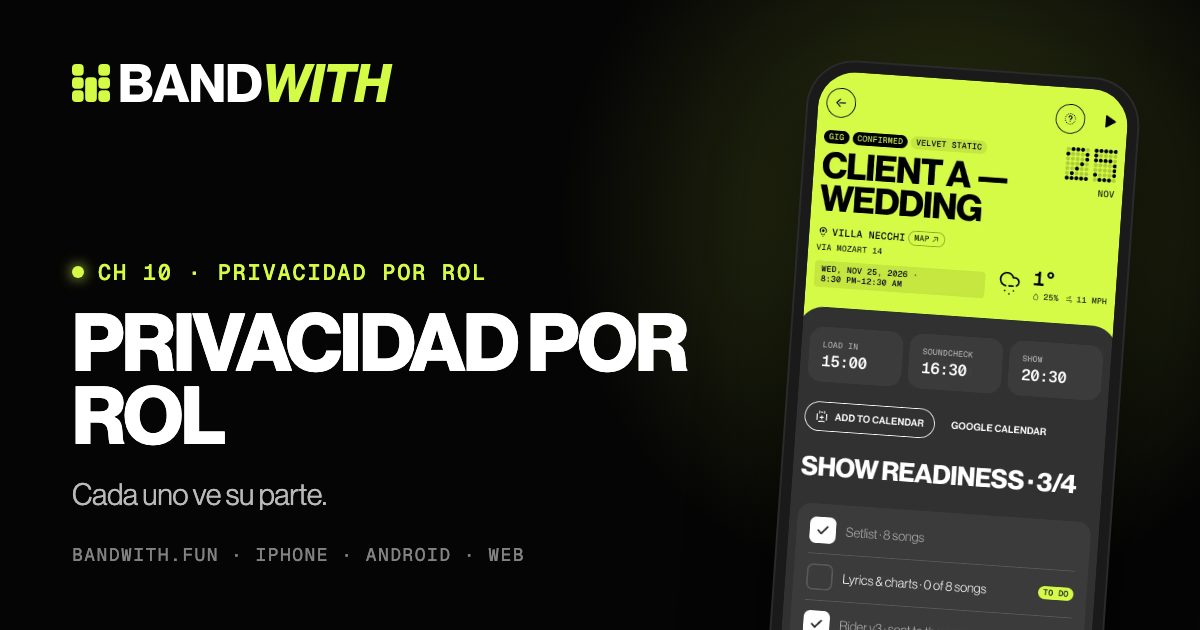 BANDWITH
CH 10 · PRIVACIDAD POR ROL
PRIVACIDAD POR
ROL
Cada uno ve su parte.
BANDWITH.FUN · IPHONE · ANDROID · WEB
GIG CONFIRMED VELVET STATIC
25
NOV
CLIENT A —
WEDDING
VILLA NECCHI MAP ↗
VIA MOZART 14
WED, NOV 25, 2026 ·
8:30 PM–12:30 AM
1°
25% 11 MPH
LOAD IN
15:00
SOUNDCHECK
16:30
SHOW
20:30
ADD TO CALENDAR
GOOGLE CALENDAR
SHOW READINESS · 3/4
Setlist · 8 songs
Lyrics & charts · 0 of 8 songs
TO DO
Rider v3 · sent to